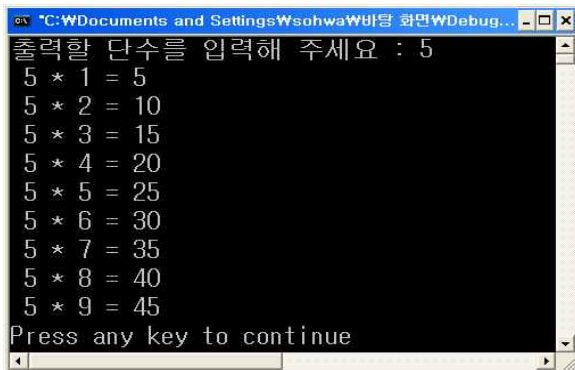 "C:₩Documents and Settings₩sohwa₩바탕 화면₩Debug...
출력할 단수를 입력해 주세요 : 5
5 * 1 = 5
5 * 2 = 10
5 * 3 = 15
5 * 4 = 20
5 * 5 = 25
5 * 6 = 30
5 * 7 = 35
5 * 8 = 40
5 * 9 = 45
Press any key to continue